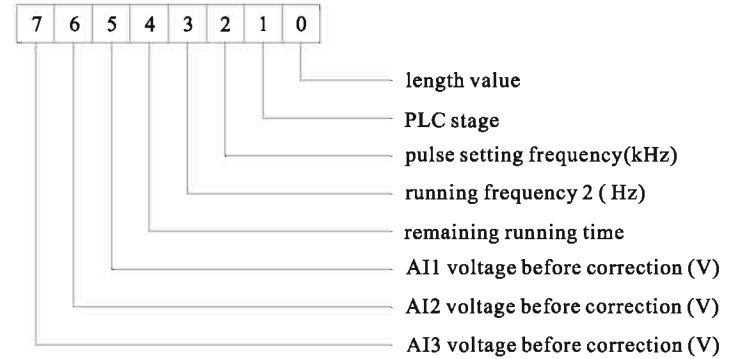 7 6 5 4 3 2 1 0
length value
PLC stage
pulse setting frequency(kHz)
running frequency 2 ( Hz)
remaining running time
AI1 voltage before correction (V)
AI2 voltage before correction (V)
AI3 voltage before correction (V)